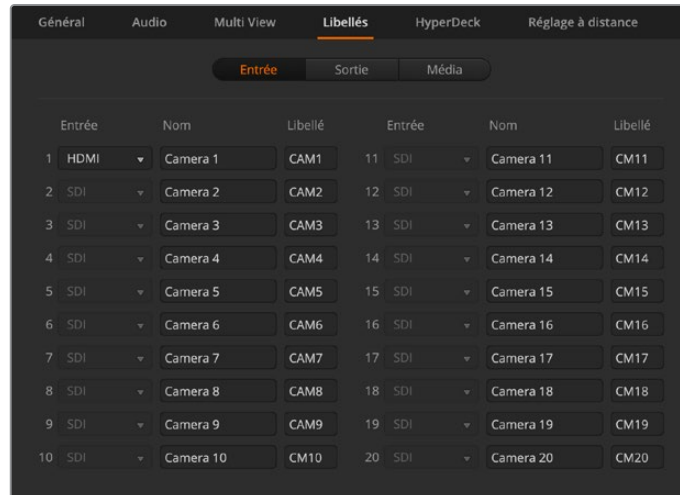 Général Audio Multi View Libellés HyperDeck Réglage à distance
Entrée Sortie Média
Entrée Nom Libellé Entrée Nom Libellé
1 HDMI Camera 1 CAM1 11 SDI Camera 11 CM11
2 SDI Camera 2 CAM2 12 SDI Camera 12 CM12
3 SDI Camera 3 CAM3 13 SDI Camera 13 CM13
4 SDI Camera 4 CAM4 14 SDI Camera 14 CM14
5 SDI Camera 5 CAM5 15 SDI Camera 15 CM15
6 SDI Camera 6 CAM6 16 SDI Camera 16 CM16
7 SDI Camera 7 CAM7 17 SDI Camera 17 CM17
8 SDI Camera 8 CAM8 18 SDI Camera 18 CM18
9 SDI Camera 9 CAM9 19 SDI Camera 19 CM19
10 SDI Camera 10 CM10 20 SDI Camera 20 CM20